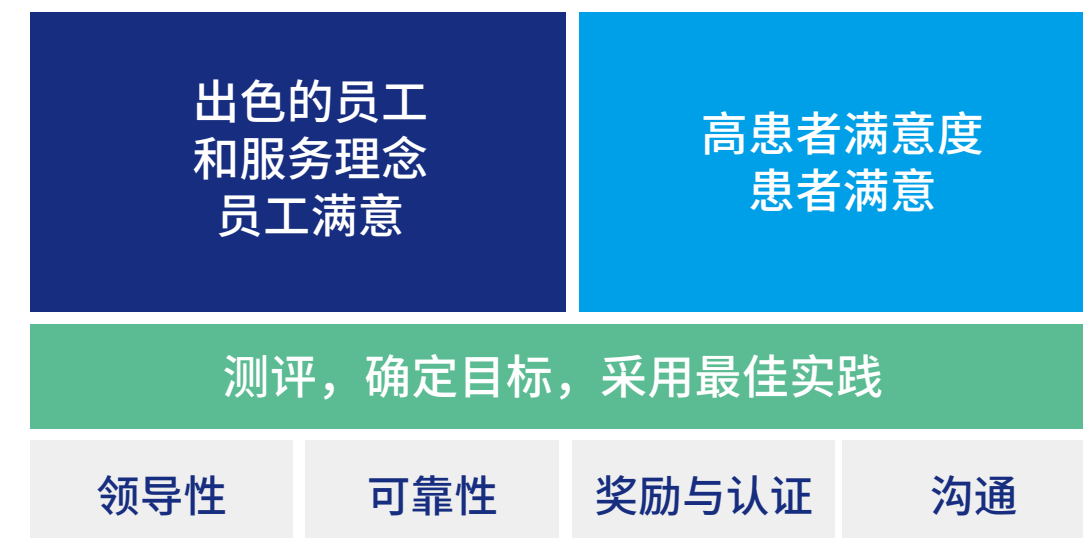 出色的员工
和服务理念
员工满意
高患者满意度
患者满意
测评，确定目标，采用最佳实践
领导性
可靠性
奖励与认证
沟通